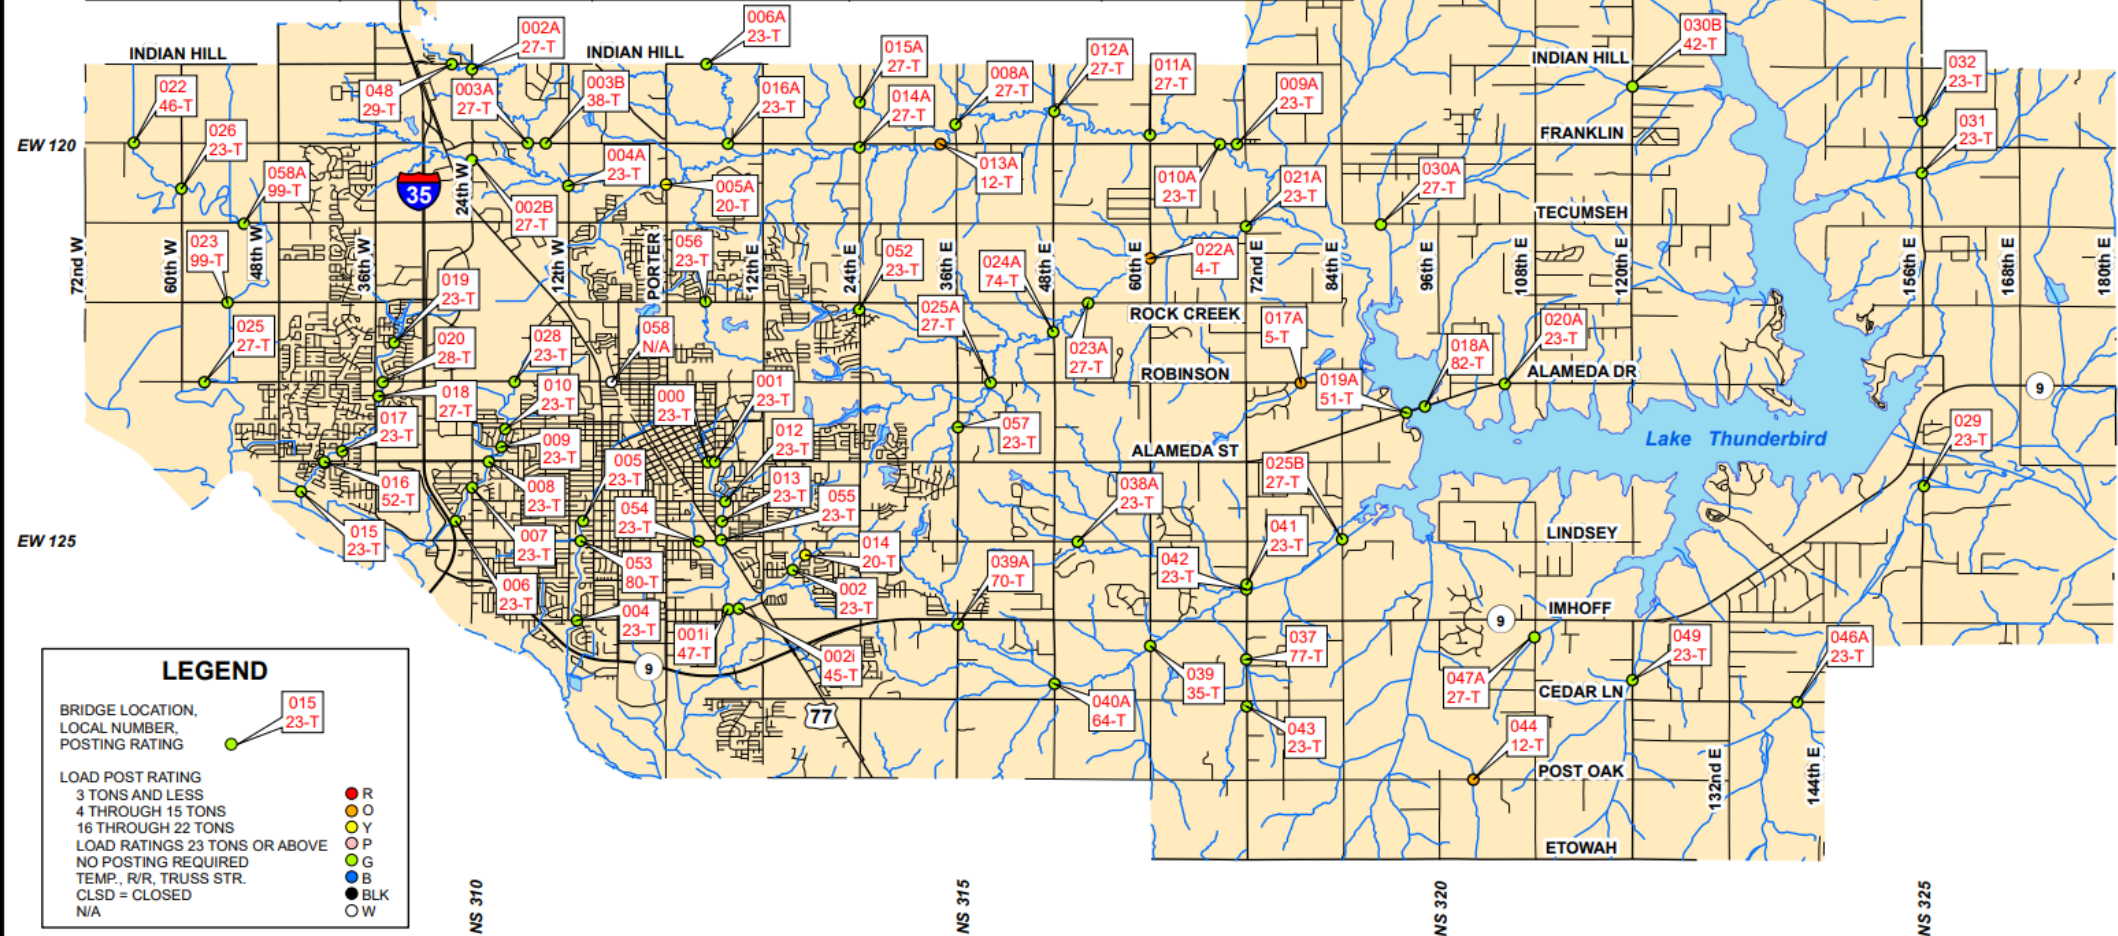 006A
23-T
002A
27-T
030B
42-T
INDIAN HILL
INDIAN HILL
INDIAN HILL
015A
27-T
012A
27-T
011A
27-T
032
23-T
022
46-T
048
29-T
003A
27-T
003B
38-T
016A
23-T
008A
27-T
014A
27-T
009A
23-T
031
23-T
EW 120
FRANKLIN
026
23-T
058A
99-T
35
24th W
004A
23-T
005A
20-T
013A
12-T
010A
23-T
021A
23-T
030A
27-T
002B
27-T
TECUMSEH
72nd W
60th W
48th W
36th W
12th W
PORTER
12th E
24th E
36th E
48th E
60th E
72nd E
84th E
96th E
108th E
120th E
156th E
168th E
180th E
023
99-T
056
23-T
052
23-T
024A
74-T
022A
4-T
019
23-T
025A
27-T
ROCK CREEK
017A
5-T
020A
23-T
025
27-T
020
28-T
028
23-T
058
N/A
023A
27-T
018A
82-T
ROBINSON
ALAMEDA DR
019A
51-T
9
018
27-T
010
23-T
000
23-T
001
23-T
017
23-T
009
23-T
012
23-T
057
23-T
029
23-T
Lake Thunderbird
ALAMEDA ST
016
52-T
008
23-T
005
23-T
013
23-T
055
23-T
038A
23-T
025B
27-T
054
23-T
015
23-T
007
23-T
041
23-T
LINDSEY
EW 125
053
80-T
014
20-T
042
23-T
039A
70-T
006
23-T
002
23-T
004
23-T
IMHOFF
9
001i
47-T
002i
45-T
037
77-T
049
23-T
046A
23-T
9
039
35-T
047A
27-T
CEDAR LN
040A
64-T
77
043
23-T
044
12-T
POST OAK
132nd E
144th E
ETOWAH
LEGEND
BRIDGE LOCATION,
LOCAL NUMBER,
POSTING RATING
015
23-T
LOAD POST RATING
3 TONS AND LESS R
4 THROUGH 15 TONS O
16 THROUGH 22 TONS Y
LOAD RATINGS 23 TONS OR ABOVE P
NO POSTING REQUIRED G
TEMP., R/R, TRUSS STR. B
CLSD = CLOSED BLK
N/A W
NS 310
NS 315
NS 320
NS 325